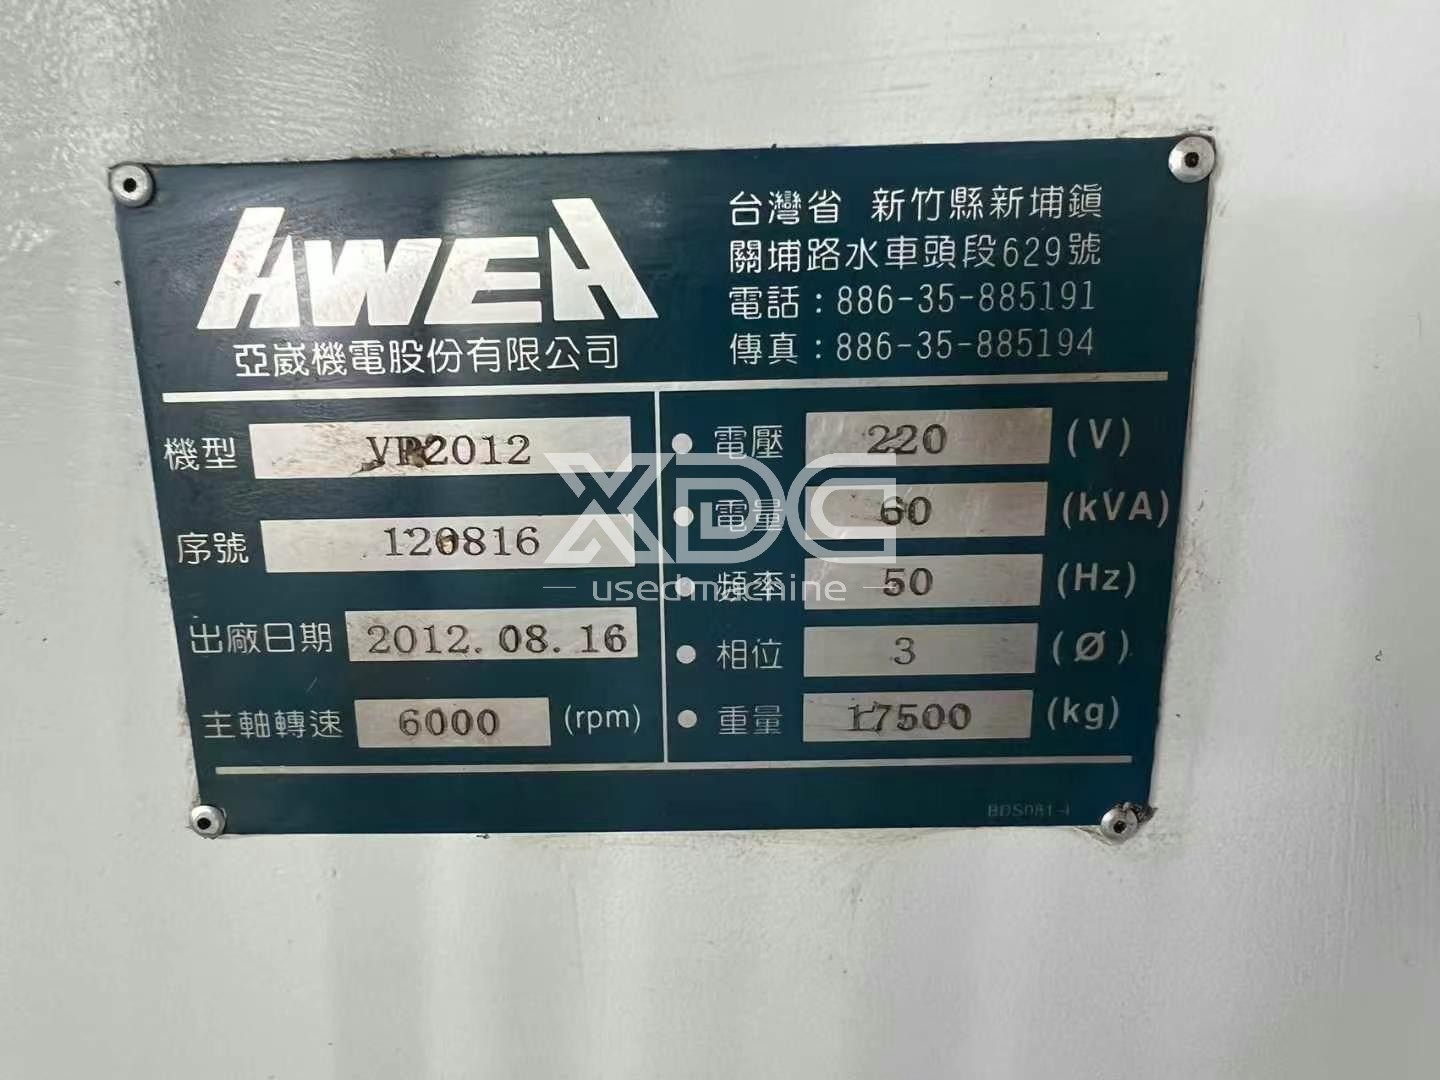 AWEA
亞崴機電股份有限公司
台灣省 新竹縣新埔鎮
關埔路水車頭段629號
電話:886-35-885191
傳真:886-35-885194
機型 VP2012
序號 120816
出廠日期 2012.08.16
主軸轉速 6000 (rpm)
電壓 220 (V)
電量 60 (kVA)
頻率 50 (Hz)
相位 3 (Ø)
重量 17500 (kg)
BDS081-1
XDC
used machine